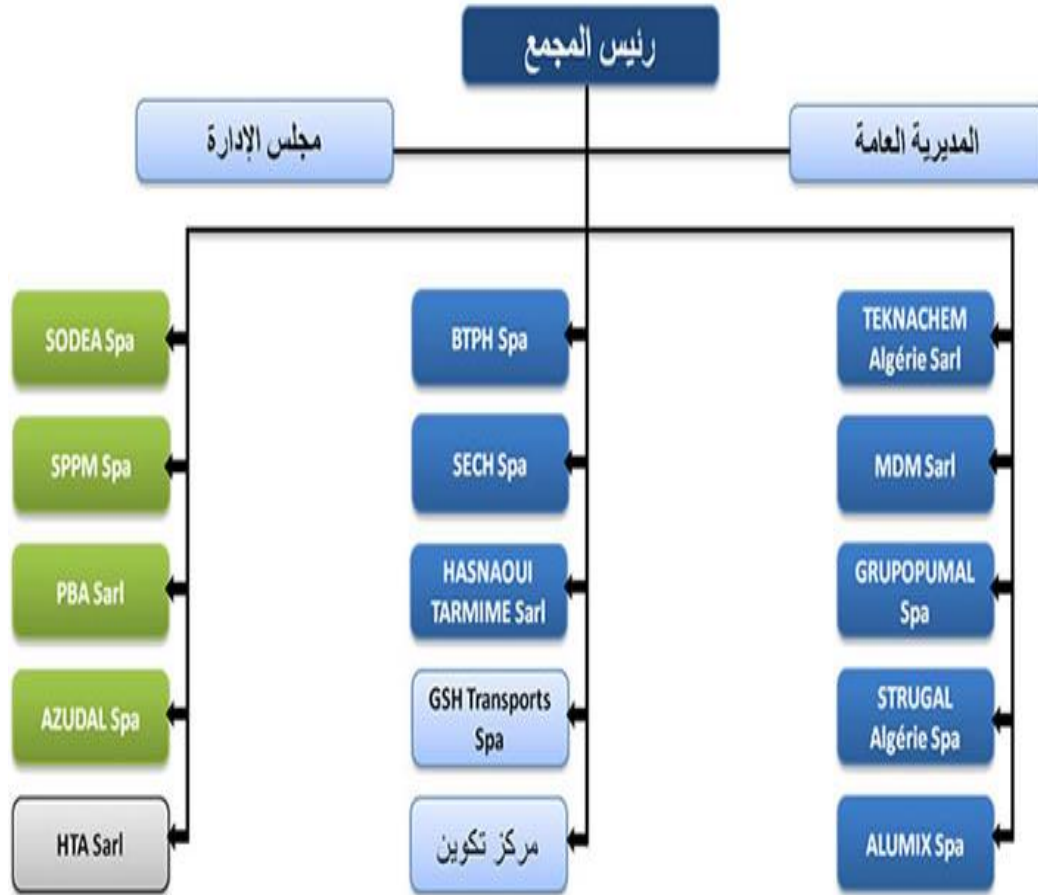 رئيس المجمع
المديرية العامة
مجلس الإدارة
TEKNACHEM
Algérie Sarl
MDM Sarl
GRUPOPUMAL
Spa
STRUGAL
Algérie Spa
ALUMIX Spa
BTPH Spa
SECH Spa
HASNAOUI
TARMIME Sarl
GSH Transports
Spa
مركز تكوين
SODEA Spa
SPPM Spa
PBA Sarl
AZUDAL Spa
HTA Sarl